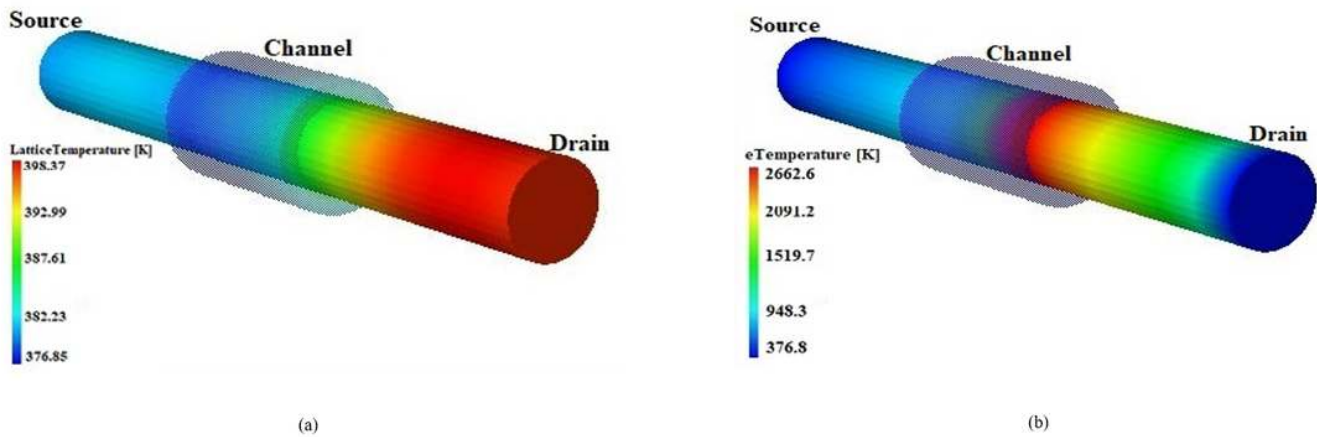 Source
Channel
Drain
LatticeTemperature [K]
398.37
392.99
387.61
382.23
376.85
(a)
Source
Channel
Drain
eTemperature [K]
2662.6
2091.2
1519.7
948.3
376.8
(b)